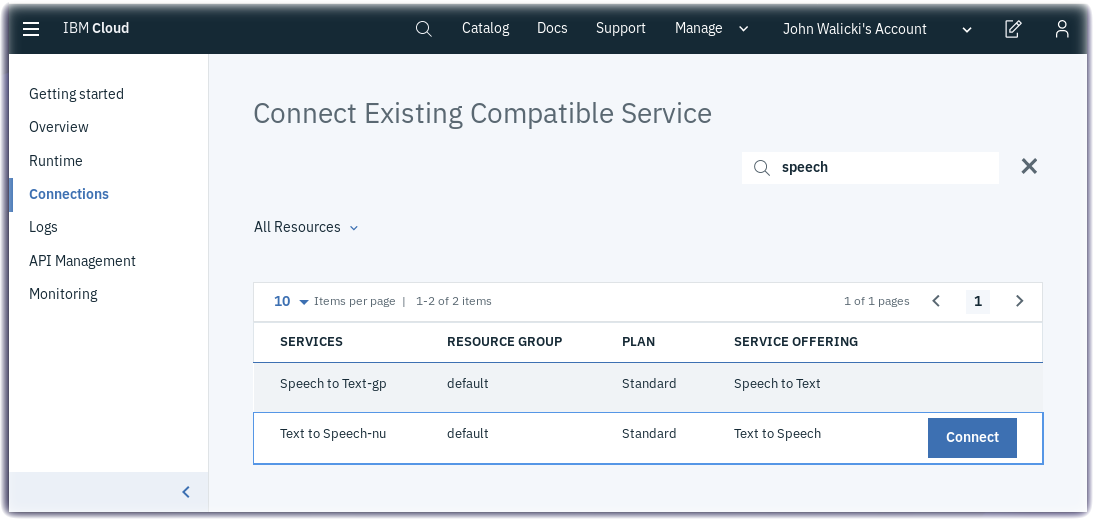 IBM Cloud Catalog Docs Support Manage John Walicki's Account
Getting started
Overview
Runtime
Connections
Logs
API Management
Monitoring
Connect Existing Compatible Service
speech
All Resources
10 Items per page | 1-2 of 2 items 1 of 1 pages 1
SERVICES RESOURCE GROUP PLAN SERVICE OFFERING
Speech to Text-gp default Standard Speech to Text
Text to Speech-nu default Standard Text to Speech Connect